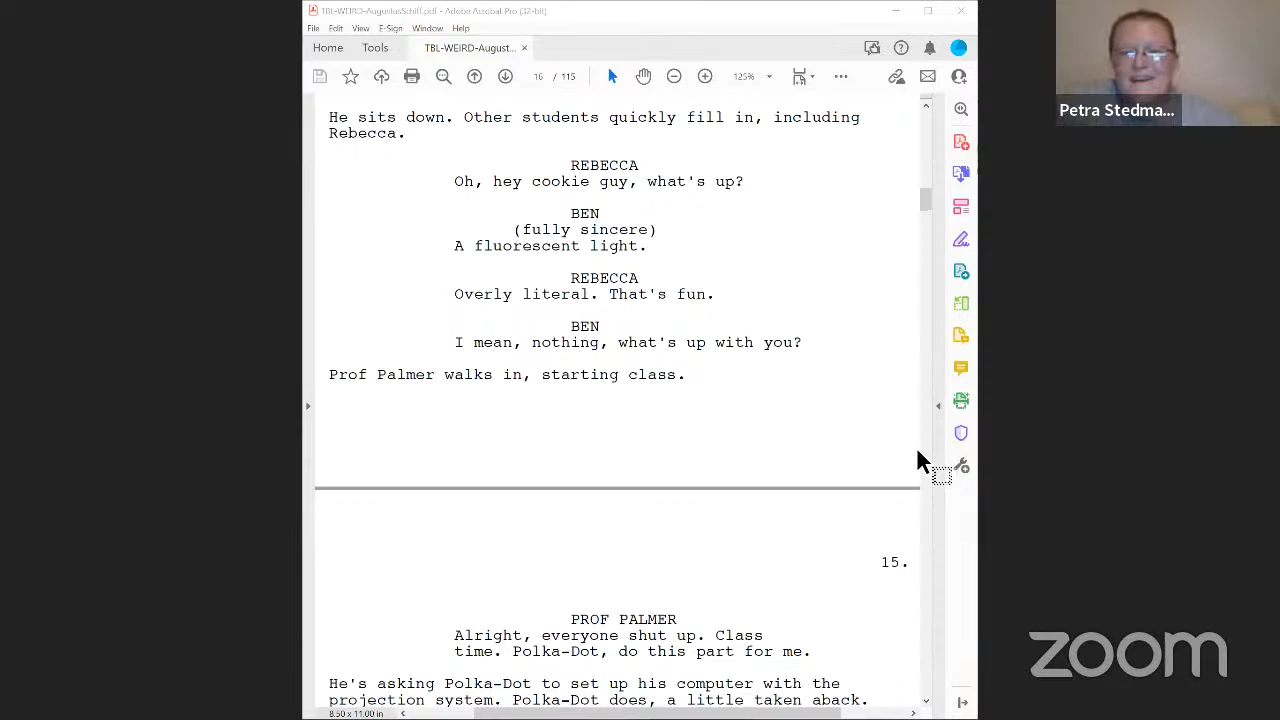 TBL-WEIRD-AugustusSchiff.pdf - Adobe Acrobat Pro (32-bit)
File Edit View E-Sign Window Help
Home Tools TBL-WEIRD-August... ×
16 / 115 125%
He sits down. Other students quickly fill in, including
Rebecca.
REBECCA
Oh, hey cookie guy, what's up?
BEN
(fully sincere)
A fluorescent light.
REBECCA
Overly literal. That's fun.
BEN
I mean, nothing, what's up with you?
Prof Palmer walks in, starting class.
15.
PROF PALMER
Alright, everyone shut up. Class
time. Polka-Dot, do this part for me.
He's asking Polka-Dot to set up his computer with the
projection system. Polka-Dot does, a little taken aback.
8.50 x 11.00 in
Petra Stedma...
zoom